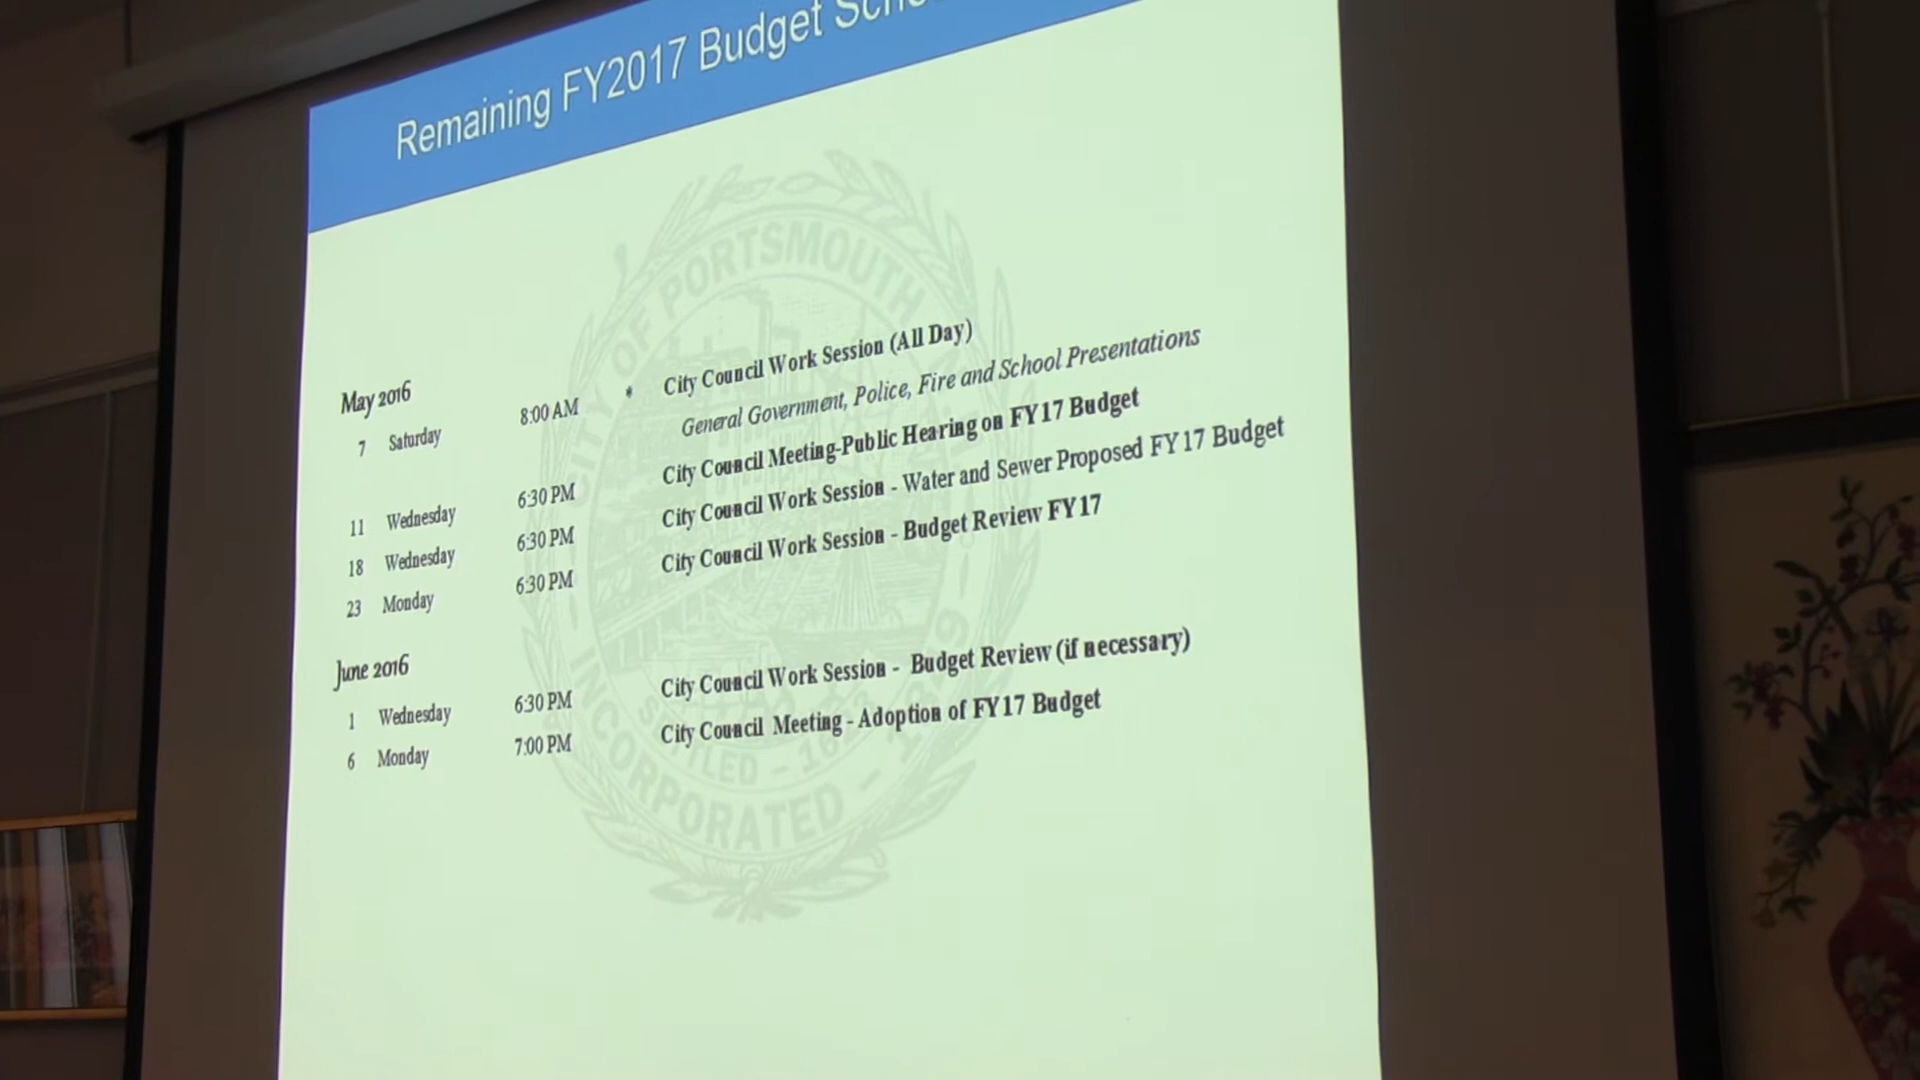 Remaining FY2017 Budget
May 2016
7 Saturday 8:00 AM * City Council Work Session (All Day)
General Government, Police, Fire and School Presentations
11 Wednesday 6:30 PM City Council Meeting-Public Hearing on FY17 Budget
18 Wednesday 6:30 PM City Council Work Session - Water and Sewer Proposed FY17 Budget
23 Monday 6:30 PM City Council Work Session - Budget Review FY17
June 2016
1 Wednesday 6:30 PM City Council Work Session - Budget Review (if necessary)
6 Monday 7:00 PM City Council Meeting - Adoption of FY17 Budget
CITY OF PORTSMOUTH
INCORPORATED - 1849